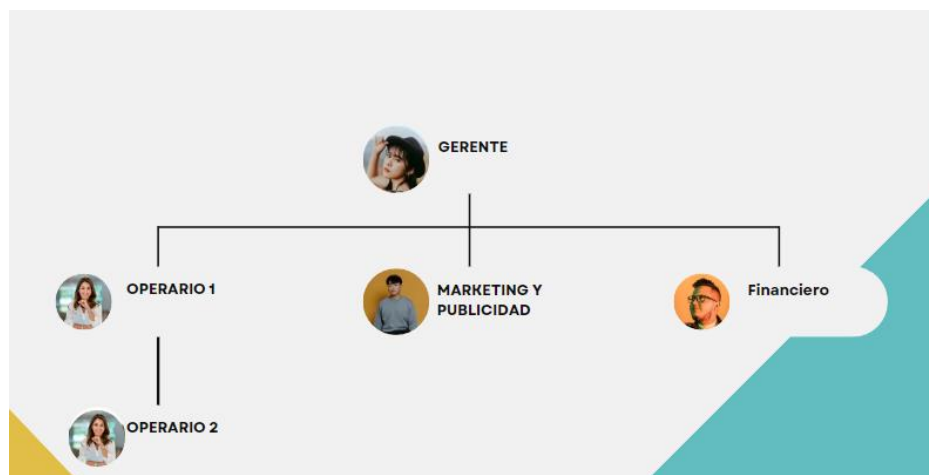 GERENTE
OPERARIO 1
MARKETING Y
PUBLICIDAD
Financiero
OPERARIO 2